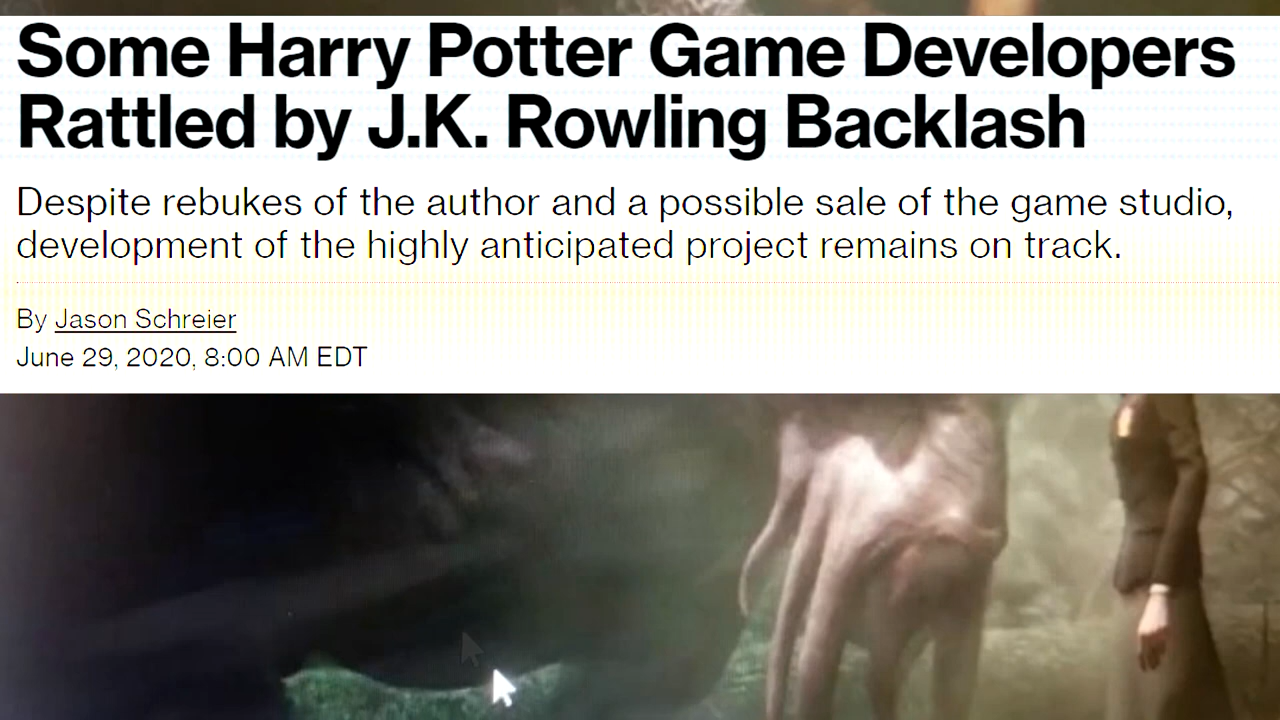 Some Harry Potter Game Developers
Rattled by J.K. Rowling Backlash
Despite rebukes of the author and a possible sale of the game studio,
development of the highly anticipated project remains on track.
By Jason Schreier
June 29, 2020, 8:00 AM EDT